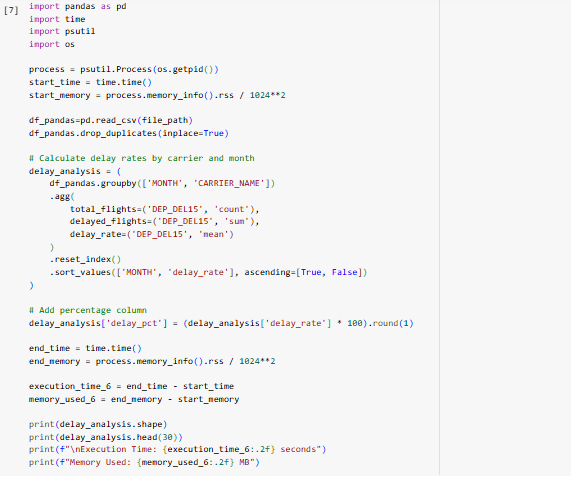 [7]
import pandas as pd
import time
import psutil
import os

process = psutil.Process(os.getpid())
start_time = time.time()
start_memory = process.memory_info().rss / 1024**2

df_pandas=pd.read_csv(file_path)
df_pandas.drop_duplicates(inplace=True)

# Calculate delay rates by carrier and month
delay_analysis = (
    df_pandas.groupby(['MONTH', 'CARRIER_NAME'])
    .agg(
        total_flights=('DEP_DEL15', 'count'),
        delayed_flights=('DEP_DEL15', 'sum'),
        delay_rate=('DEP_DEL15', 'mean')
    )
    .reset_index()
    .sort_values(['MONTH', 'delay_rate'], ascending=[True, False])
)

# Add percentage column
delay_analysis['delay_pct'] = (delay_analysis['delay_rate'] * 100).round(1)

end_time = time.time()
end_memory = process.memory_info().rss / 1024**2

execution_time_6 = end_time - start_time
memory_used_6 = end_memory - start_memory

print(delay_analysis.shape)
print(delay_analysis.head(30))
print(f"\nExecution Time: {execution_time_6:.2f} seconds")
print(f"Memory Used: {memory_used_6:.2f} MB")